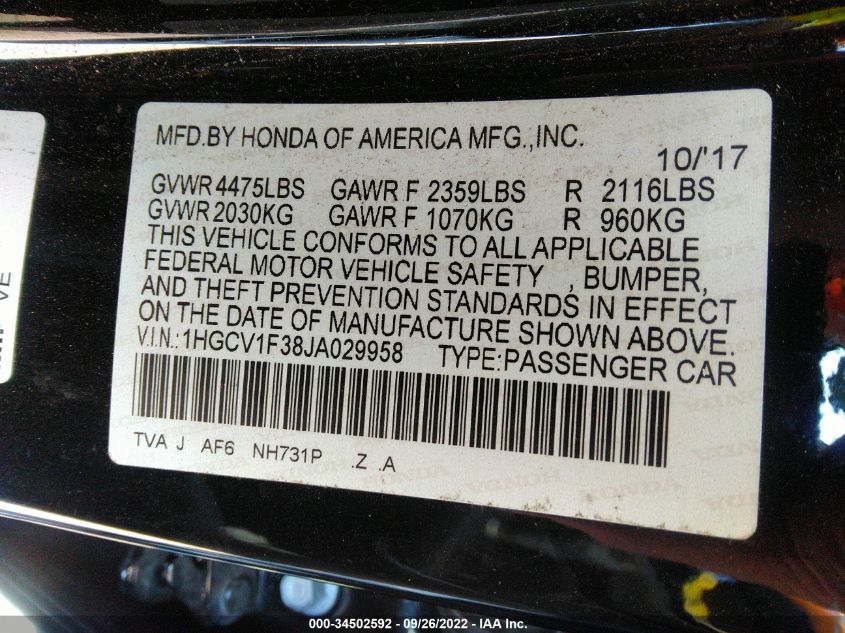 MFD.BY HONDA OF AMERICA MFG.,INC.
10/'17
GVWR 4475LBS GAWR F 2359LBS R 2116LBS
GVWR 2030KG GAWR F 1070KG R 960KG
THIS VEHICLE CONFORMS TO ALL APPLICABLE
FEDERAL MOTOR VEHICLE SAFETY , BUMPER,
AND THEFT PREVENTION STANDARDS IN EFFECT
ON THE DATE OF MANUFACTURE SHOWN ABOVE.
V.I.N.:1HGCV1F38JA029958 TYPE:PASSENGER CAR
TVA J AF6 NH731P .Z .A
VE
000-34502592 / 09/26/2022 — IAA Inc.